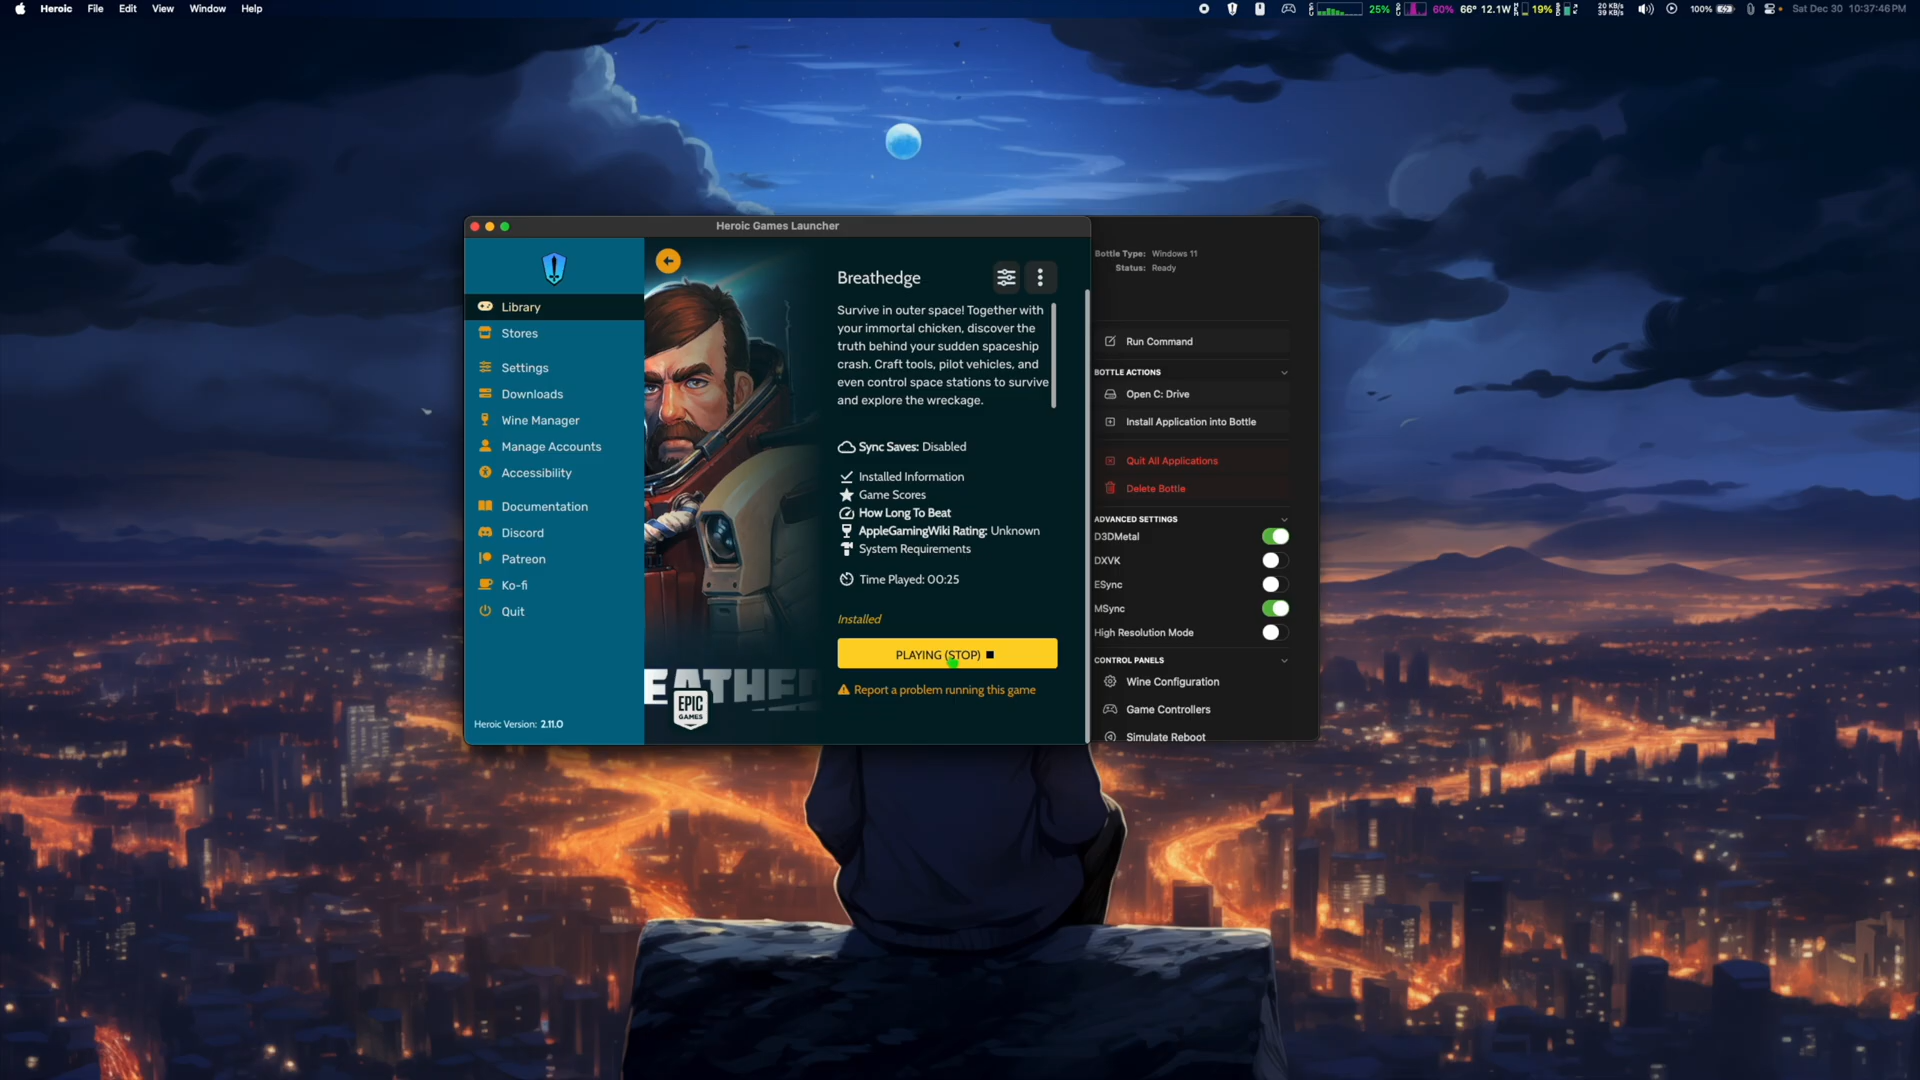 Heroic File Edit View Window Help
25% 60% 66° 12.1W 19% 20 KB/s 39 KB/s 100% Sat Dec 30 10:37:46 PM
Heroic Games Launcher
Library
Stores
Settings
Downloads
Wine Manager
Manage Accounts
Accessibility
Documentation
Discord
Patreon
Ko-fi
Quit
Heroic Version: 2.11.0
EATHE
EPIC
GAMES
Breathedge
Survive in outer space! Together with
your immortal chicken, discover the
truth behind your sudden spaceship
crash. Craft tools, pilot vehicles, and
even control space stations to survive
and explore the wreckage.
Sync Saves: Disabled
Installed Information
Game Scores
How Long To Beat
AppleGamingWiki Rating: Unknown
System Requirements
Time Played: 00:25
Installed
PLAYING (STOP)
Report a problem running this game
Bottle Type: Windows 11
Status: Ready
Run Command
BOTTLE ACTIONS
Open C: Drive
Install Application into Bottle
Quit All Applications
Delete Bottle
ADVANCED SETTINGS
D3DMetal
DXVK
ESync
MSync
High Resolution Mode
CONTROL PANELS
Wine Configuration
Game Controllers
Simulate Reboot